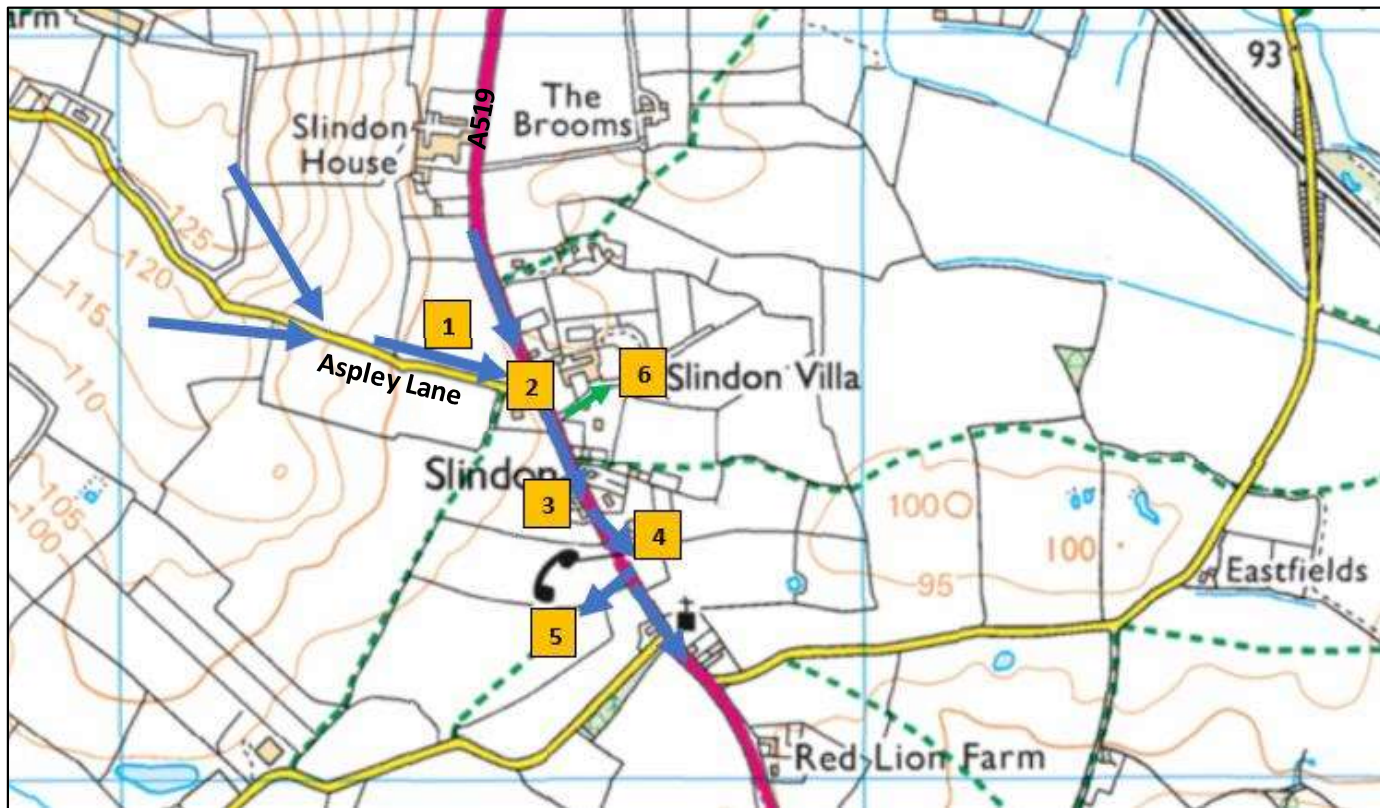 arm
A519
The
Brooms
Slindon
House
93
125
120
115
110
105
100
1
Aspley Lane
2
6
Slindon Villa
Slindon
3
4
5
100
100
95
Eastfields
Red Lion Farm